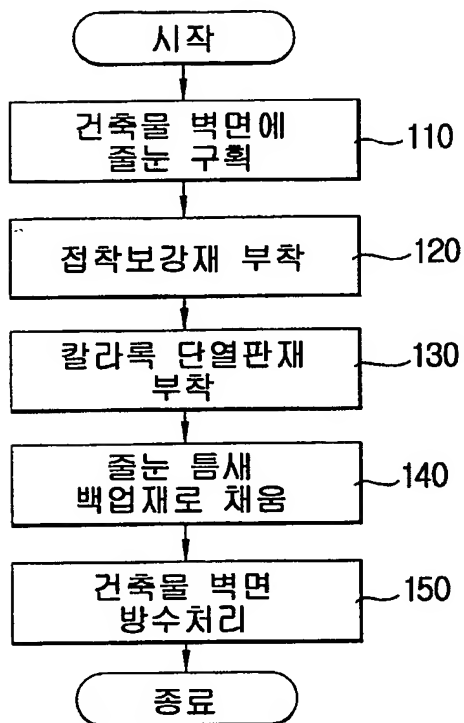 시작
건축물 벽면에
줄눈 구획
110
접착보강재 부착
120
칼라록 단열판재
부착
130
줄눈 틈새
백업재로 채움
140
건축물 벽면
방수처리
150
종료